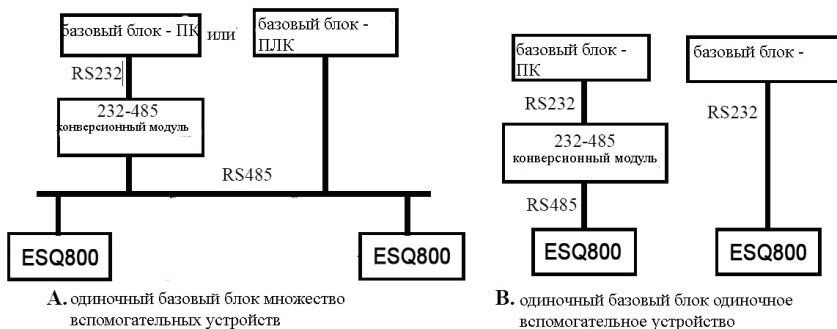 базовый блок - ПК или
базовый блок -
ПЛК
RS232
232-485
конверсионный модуль
RS485
ESQ800
ESQ800
A. одиночный базовый блок множество
вспомогательных устройств
базовый блок -
ПК
RS232
232-485
конверсионный модуль
RS485
ESQ800
базовый блок -
RS232
ESQ800
B. одиночный базовый блок одиночное
вспомогательное устройство